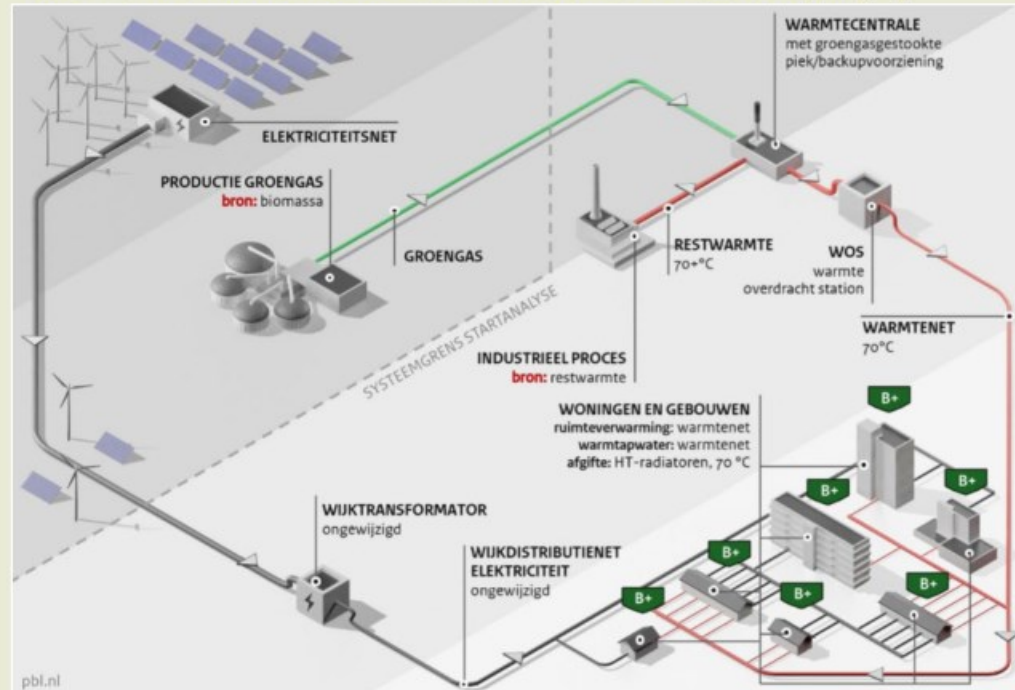 WARMTECENTRALE
met groengasgestookte
piek/backupvoorziening
ELEKTRICITEITSNET
PRODUCTIE GROENGAS
bron: biomassa
GROENGAS
RESTWARMTE
70+°C
WOS
warmte
overdracht station
WARMTENET
70°C
SYSTEEMGRENS STARTANALYSE
INDUSTRIEEL PROCES
bron: restwarmte
WONINGEN EN GEBOUWEN
ruimteverwarming: warmtenet
warmtapwater: warmtenet
afgifte: HT-radiatoren, 70 °C
B+
B+
B+
B+
B+
B+
B+
WIJKTRANSFORMATOR
ongewijzigd
WIJKDISTRIBUTIENET
ELEKTRICITEIT
ongewijzigd
pbl.nl